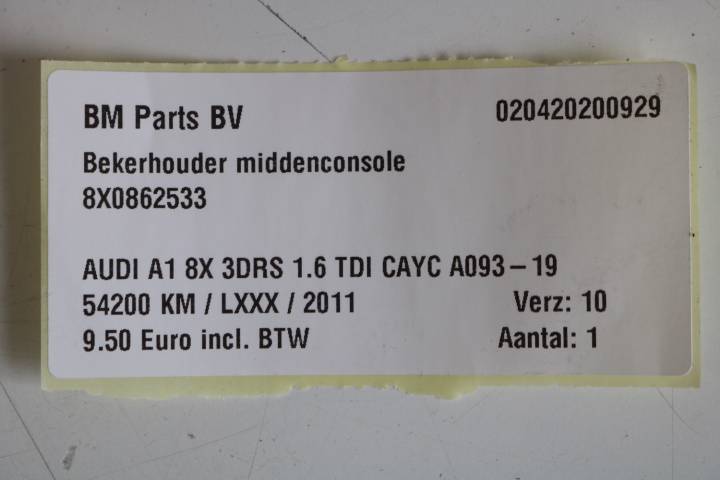 BM Parts BV 020420200929
Bekerhouder middenconsole
8X0862533
AUDI A1 8X 3DRS 1.6 TDI CAYC A093-19
54200 KM / LXXX / 2011 Verz: 10
9.50 Euro incl. BTW Aantal: 1